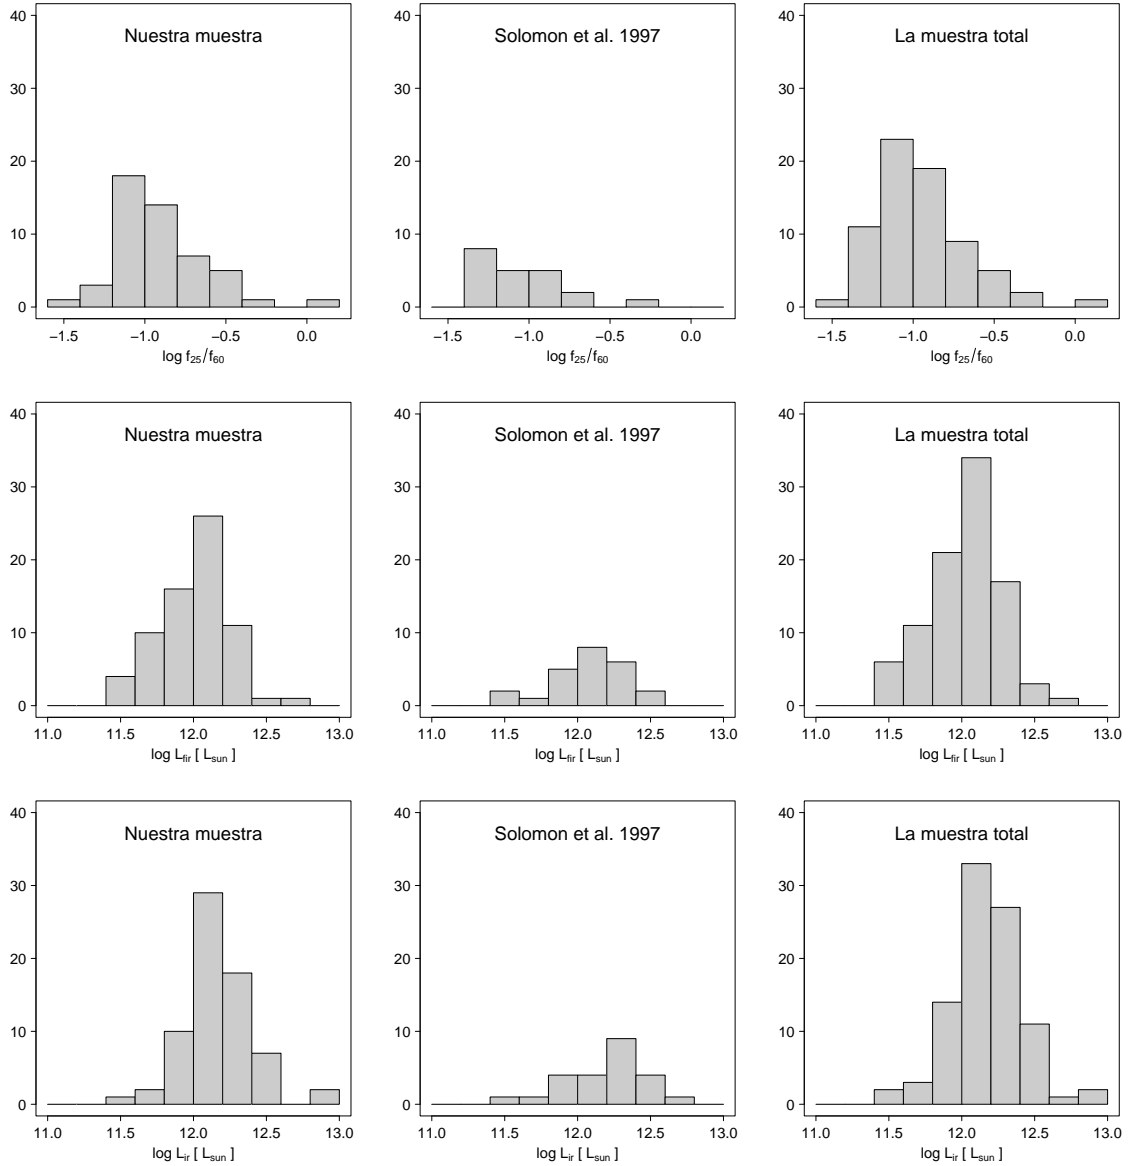 Nuestra muestra
40
30
20
10
0
−1.5 −1.0 −0.5 0.0
log f25/f60
Solomon et al. 1997
40
30
20
10
0
−1.5 −1.0 −0.5 0.0
log f25/f60
La muestra total
40
30
20
10
0
−1.5 −1.0 −0.5 0.0
log f25/f60
Nuestra muestra
40
30
20
10
0
11.0 11.5 12.0 12.5 13.0
log Lfir [ Lsun ]
Solomon et al. 1997
40
30
20
10
0
11.0 11.5 12.0 12.5 13.0
log Lfir [ Lsun ]
La muestra total
40
30
20
10
0
11.0 11.5 12.0 12.5 13.0
log Lfir [ Lsun ]
Nuestra muestra
40
30
20
10
0
11.0 11.5 12.0 12.5 13.0
log Lir [ Lsun ]
Solomon et al. 1997
40
30
20
10
0
11.0 11.5 12.0 12.5 13.0
log Lir [ Lsun ]
La muestra total
40
30
20
10
0
11.0 11.5 12.0 12.5 13.0
log Lir [ Lsun ]